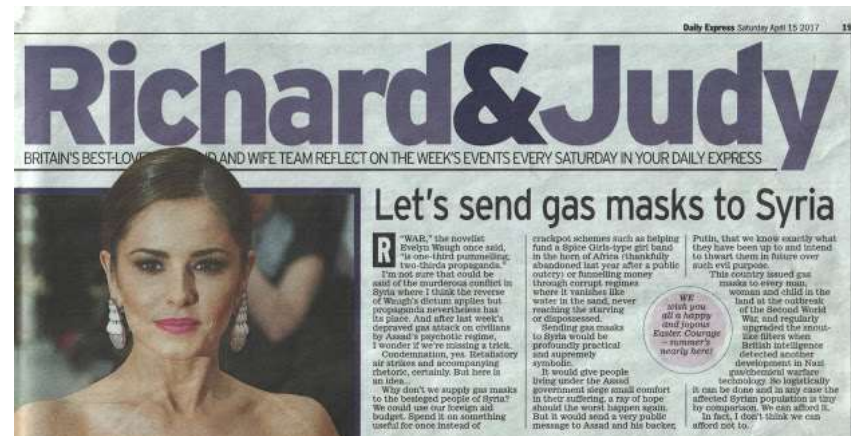 Daily Express Saturday April 15 2017 19
Richard&Judy
BRITAIN'S BEST-LOV D AND WIFE TEAM REFLECT ON THE WEEK'S EVENTS EVERY SATURDAY IN YOUR DAILY EXPRESS
Let's send gas masks to Syria
R
"WAR," the novelist
Evelyn Waugh once said,
"is one-third pummelling,
two-thirds propaganda."
I'm not sure that could be
said of the murderous conflict in
Syria where I think the reverse
of Waugh's dictum applies but
propaganda nevertheless has
its place. And after last week's
depraved gas attack on civilians
by Assad's psychotic regime,
I wonder if we're missing a trick.
Condemnation, yes. Retaliatory
air strikes and accompanying
rhetoric, certainly. But here is
an idea...
Why don't we supply gas masks
to the besieged people of Syria?
We could use our foreign aid
budget. Spend it on something
useful for once instead of
crackpot schemes such as helping
fund a Spice Girls-type girl band
in the horn of Africa (thankfully
abandoned last year after a public
outcry) or funnelling money
through corrupt regimes
where it vanishes like
water in the sand, never
reaching the starving
or dispossessed.
Sending gas masks
to Syria would be
profoundly practical
and supremely
symbolic.
It would give people
living under the Assad
government siege small comfort
in their suffering, a ray of hope
should the worst happen again.
But it would send a very public
message to Assad and his backer,
Putin, that we know exactly what
they have been up to and intend
to thwart them in future over
such evil purpose.
This country issued gas
masks to every man,
woman and child in the
land at the outbreak
of the Second World
War, and regularly
upgraded the snout-
like filters when
British intelligence
detected another
development in Nazi
gas/chemical warfare
technology. So logistically
it can be done and in any case the
affected Syrian population is tiny
by comparison. We can afford it.
In fact, I don't think we can
afford not to.
WE
wish you
all a happy
and joyous
Easter. Courage
– summer's
nearly here!